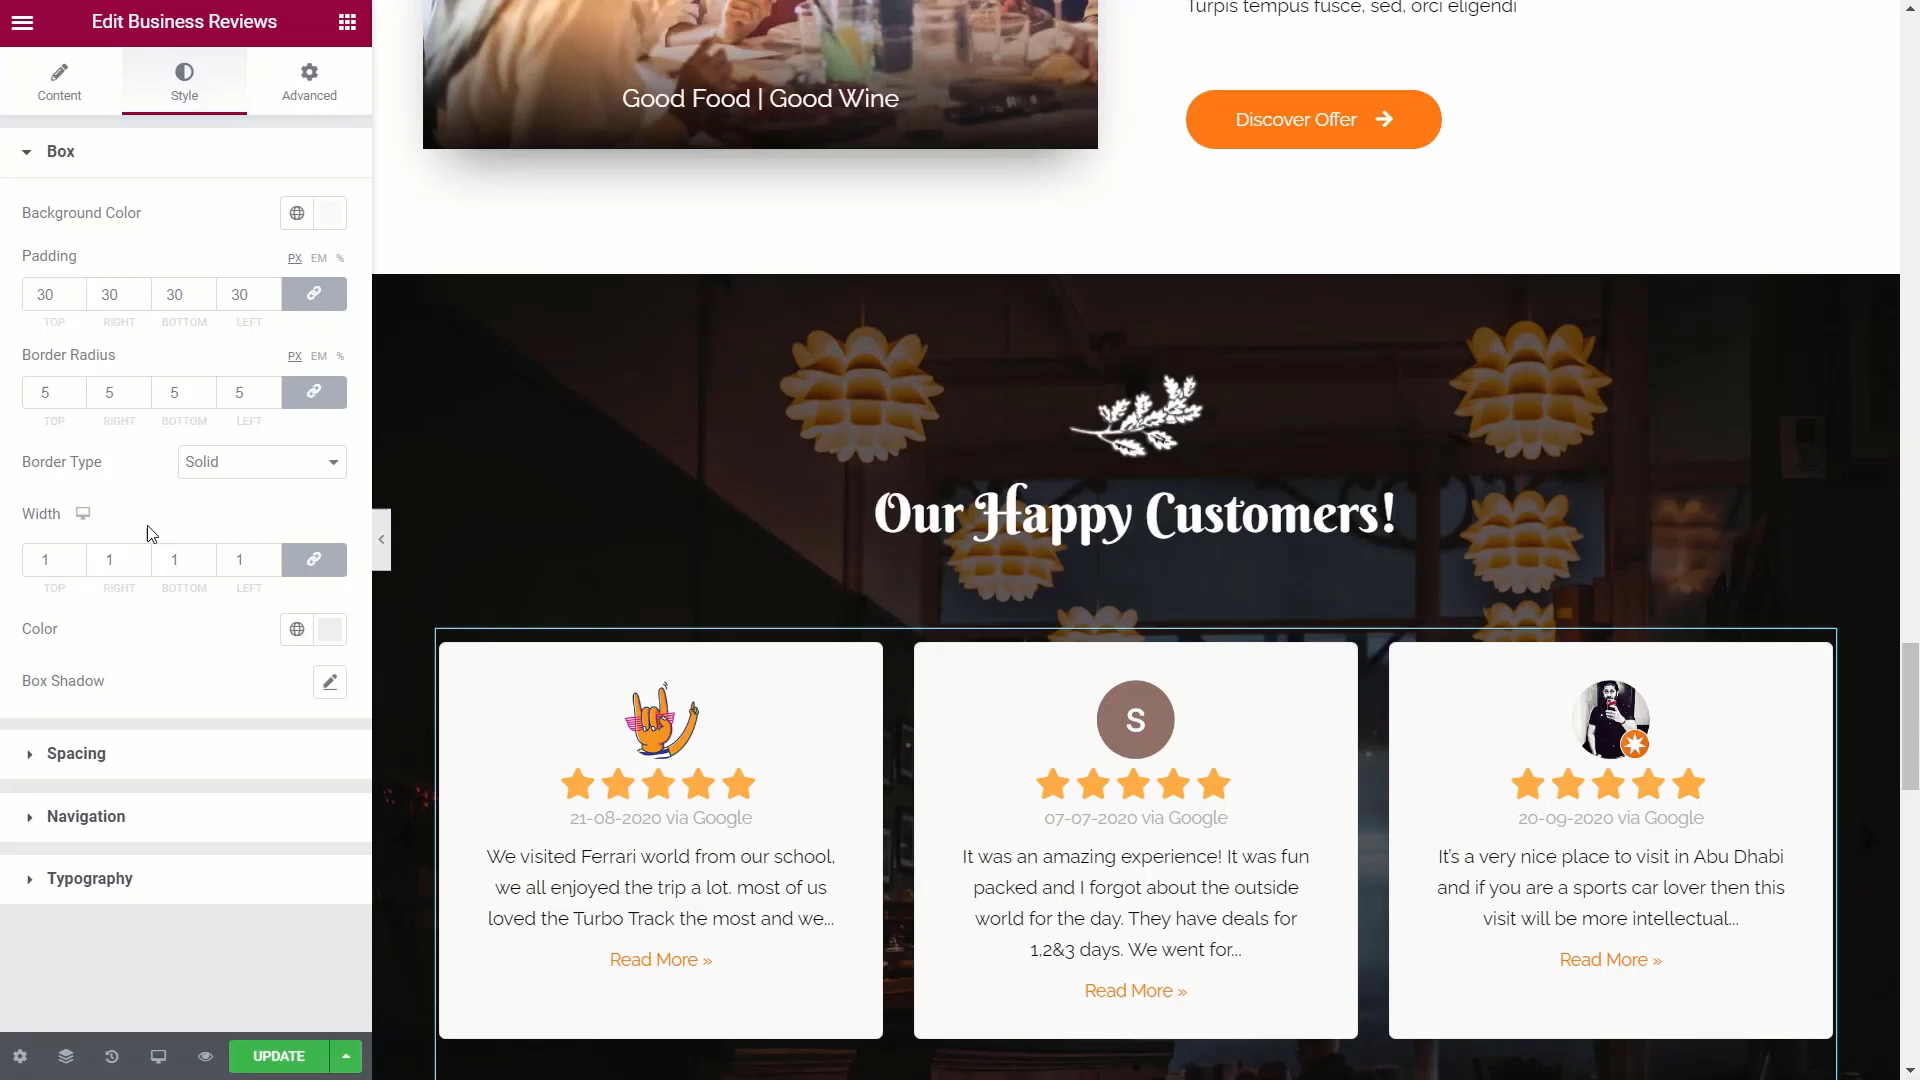 Edit Business Reviews
Content
Style
Advanced
Box
Background Color
Padding
PX EM %
30 30 30 30
TOP RIGHT BOTTOM LEFT
Border Radius
PX EM %
5 5 5 5
TOP RIGHT BOTTOM LEFT
Border Type
Solid
Width
1 1 1 1
TOP RIGHT BOTTOM LEFT
Color
Box Shadow
Spacing
Navigation
Typography
UPDATE
Good Food | Good Wine
Turpis tempus fusce, sed, orci eligendi
Discover Offer
Our Happy Customers!
21-08-2020 via Google
We visited Ferrari world from our school,
we all enjoyed the trip a lot. most of us
loved the Turbo Track the most and we...
Read More »
S
07-07-2020 via Google
It was an amazing experience! It was fun
packed and I forgot about the outside
world for the day. They have deals for
1,2&3 days. We went for...
Read More »
20-09-2020 via Google
It's a very nice place to visit in Abu Dhabi
and if you are a sports car lover then this
visit will be more intellectual...
Read More »